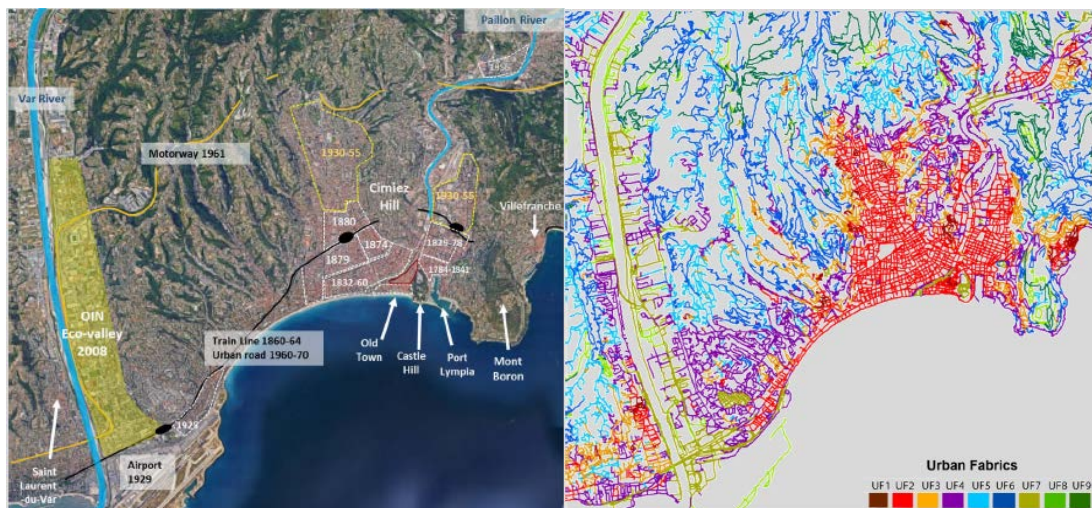 Paillon River
Var River
Motorway 1961
1930-55
Cimiez
Hill
1930-55
Villefranche
1880
1874
1879
1829-78
1784-1841
1832-60
OIN
Eco-valley
2008
Train Line 1860-64
Urban road 1960-70
Old
Town
Castle
Hill
Port
Lympia
Mont
Boron
Saint
Laurent
-du-Var
Airport
1929
Urban Fabrics
UF1 UF2 UF3 UF4 UF5 UF6 UF7 UF8 UF9